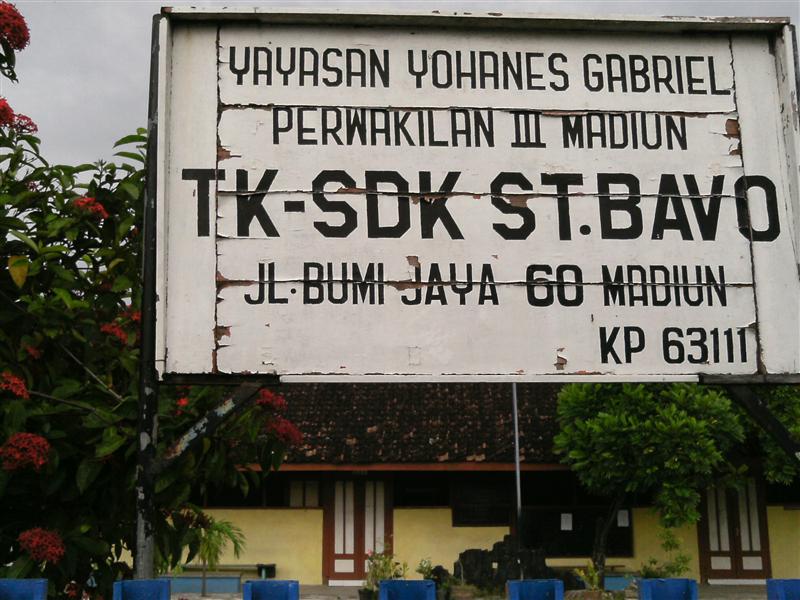 YAYASAN YOHANES GABRIEL
PERWAKILAN III MADIUN
TK-SDK ST.BAVO
JL.BUMI JAYA 60 MADIUN
KP 63111